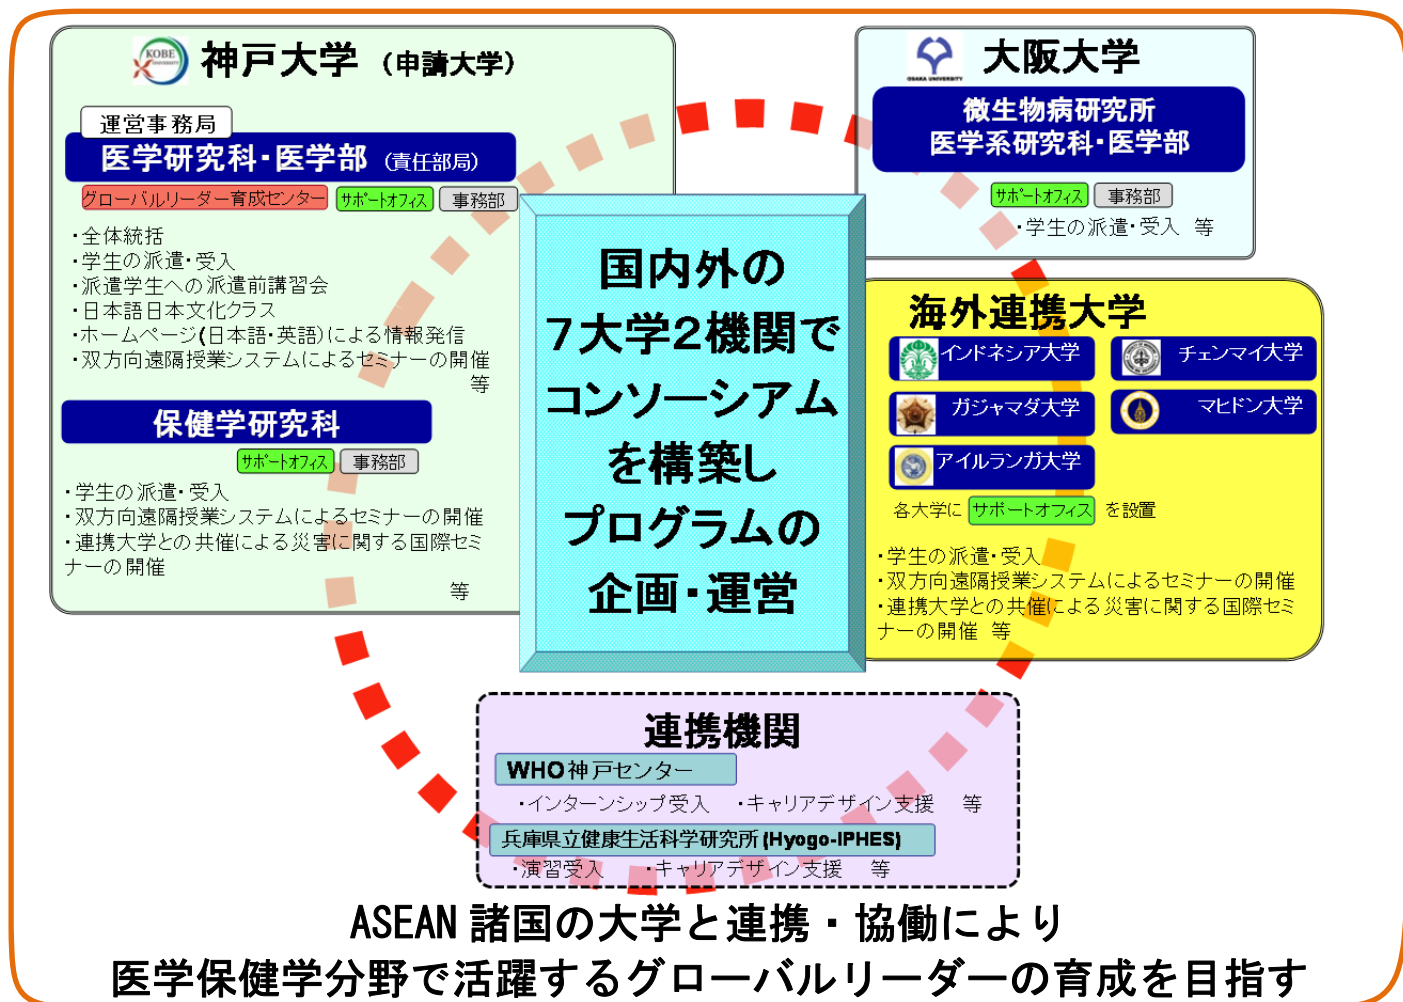 KOBE
UNIVERSITY
神戸大学 (申請大学)
運営事務局
医学研究科・医学部 (責任部局)
グローバルリーダー育成センター サポートオフィス 事務部
・全体統括
・学生の派遣・受入
・派遣学生への派遣前講習会
・日本語日本文化クラス
・ホームページ(日本語・英語)による情報発信
・双方向遠隔授業システムによるセミナーの開催
等
保健学研究科
サポートオフィス 事務部
・学生の派遣・受入
・双方向遠隔授業システムによるセミナーの開催
・連携大学との共催による災害に関する国際セミ
ナーの開催
等
国内外の
7大学2機関で
コンソーシアム
を構築し
プログラムの
企画・運営
OSAKA UNIVERSITY
大阪大学
微生物病研究所
医学系研究科・医学部
サポートオフィス 事務部
・学生の派遣・受入 等
海外連携大学
インドネシア大学 チェンマイ大学
ガジャマダ大学 マヒドン大学
アイルランガ大学
各大学に サポートオフィス を設置
・学生の派遣・受入
・双方向遠隔授業システムによるセミナーの開催
・連携大学との共催による災害に関する国際セミ
ナーの開催 等
連携機関
WHO神戸センター
・インターンシップ受入 ・キャリアデザイン支援 等
兵庫県立健康生活科学研究所(Hyogo-IPHES)
・演習受入 ・キャリアデザイン支援 等
ASEAN 諸国の大学と連携・協働により
医学保健学分野で活躍するグローバルリーダーの育成を目指す